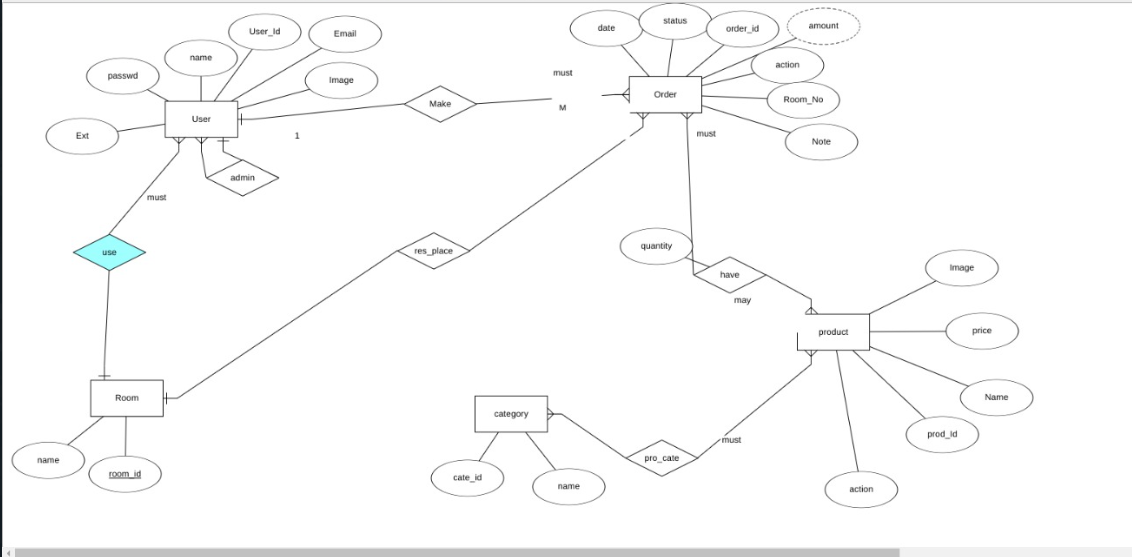 date
status
order_id
amount
User_Id
Email
name
passwd
Image
action
must
Order
Room_No
Make
M
User
Ext
1
must
Note
admin
must
quantity
use
res_place
have
Image
may
product
price
Room
Name
category
prod_Id
must
name
room_id
pro_cate
cate_id
name
action